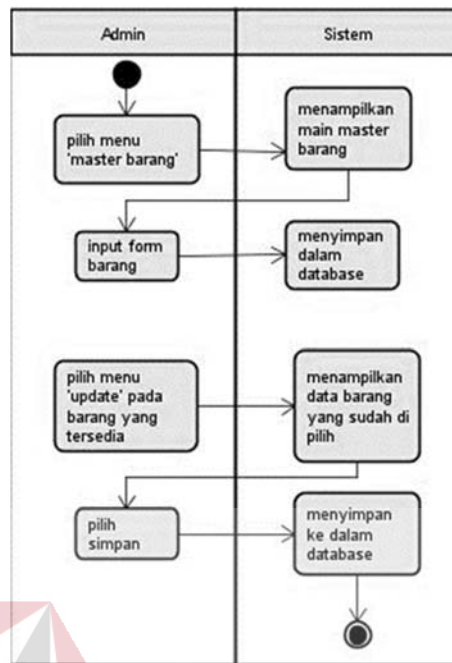 Admin
Sistem
pilih menu
'master barang'
menampilkan
main master
barang
input form
barang
menyimpan
dalam
database
pilih menu
'update' pada
barang yang
tersedia
menampilkan
data barang
yang sudah di
pilih
pilih
simpan
menyimpan
ke dalam
database